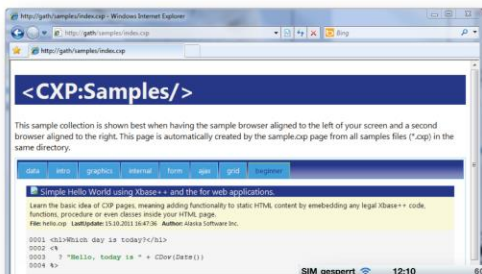 http://gath/samples/index.cxp - Windows Internet Explorer
http://gath/samples/index.cxp
Bing
http://gath/samples/index.cxp
<CXP:Samples/>
This sample collection is shown best when having the sample browser aligned to the left of your screen and a second
browser aligned to the right. This page is automatically created by the sample.cxp page from all samples files (*.cxp) in the
same directory.
data intro graphics internal form ajax grid beginner
Simple Hello World using Xbase++ and the for web applications.
Learn the basic idea of CXP pages, meaning adding functionality to static HTML content by emebedding any legal Xbase++ code,
functions, procedure or even classes inside your HTML page.
File: hello.cxp LastUpdate: 15.10.2011 16:47:36 Author: Alaska Software Inc.
0001 <h1>Which day is today?</h1>
0002 <%
0003 ? "Hello, today is " + CDow(Date())
0004 %>
SIM gesperrt 12:10